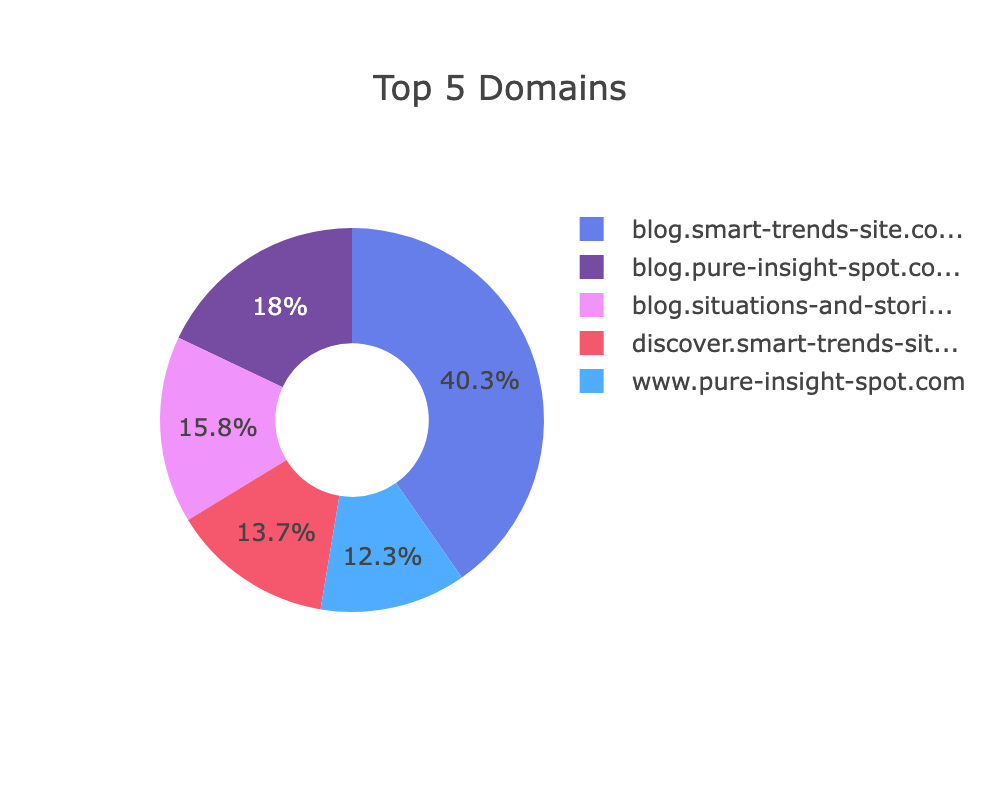 Top 5 Domains
blog.smart-trends-site.co...
blog.pure-insight-spot.co...
blog.situations-and-stori...
discover.smart-trends-sit...
www.pure-insight-spot.com
18%
40.3%
15.8%
13.7%
12.3%